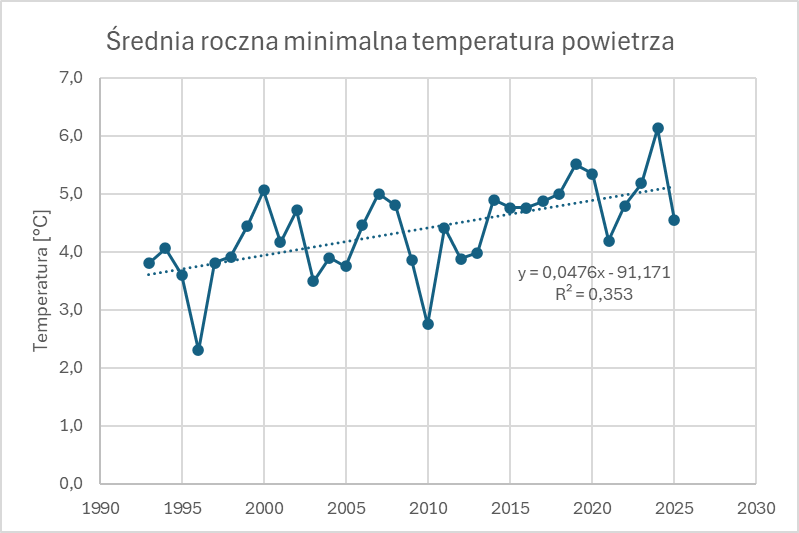 Średnia roczna minimalna temperatura powietrza
7,0
6,0
5,0
4,0
3,0
2,0
1,0
0,0
Temperatura [°C]
y = 0,0476x - 91,171
R² = 0,353
1990 1995 2000 2005 2010 2015 2020 2025 2030